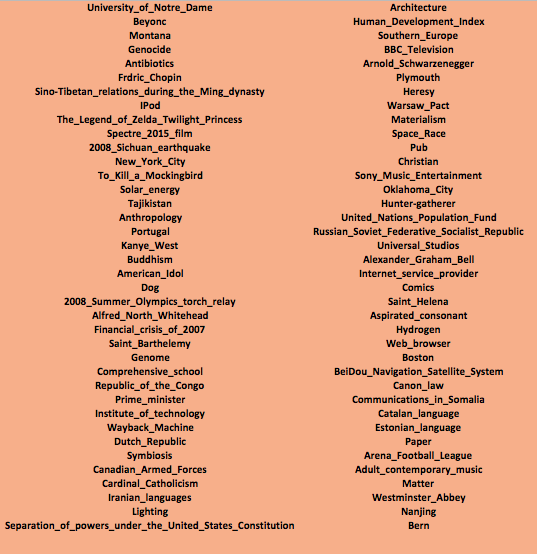 University_of_Notre_Dame Architecture
Beyonc Human_Development_Index
Montana Southern_Europe
Genocide BBC_Television
Antibiotics Arnold_Schwarzenegger
Frdric_Chopin Plymouth
Sino-Tibetan_relations_during_the_Ming_dynasty Heresy
IPod Warsaw_Pact
The_Legend_of_Zelda_Twilight_Princess Materialism
Spectre_2015_film Space_Race
2008_Sichuan_earthquake Pub
New_York_City Christian
To_Kill_a_Mockingbird Sony_Music_Entertainment
Solar_energy Oklahoma_City
Tajikistan Hunter-gatherer
Anthropology United_Nations_Population_Fund
Portugal Russian_Soviet_Federative_Socialist_Republic
Kanye_West Universal_Studios
Buddhism Alexander_Graham_Bell
American_Idol Internet_service_provider
Dog Comics
2008_Summer_Olympics_torch_relay Saint_Helena
Alfred_North_Whitehead Aspirated_consonant
Financial_crisis_of_2007 Hydrogen
Saint_Barthelemy Web_browser
Genome Boston
Comprehensive_school BeiDou_Navigation_Satellite_System
Republic_of_the_Congo Canon_law
Prime_minister Communications_in_Somalia
Institute_of_technology Catalan_language
Wayback_Machine Estonian_language
Dutch_Republic Paper
Symbiosis Arena_Football_League
Canadian_Armed_Forces Adult_contemporary_music
Cardinal_Catholicism Matter
Iranian_languages Westminster_Abbey
Lighting Nanjing
Separation_of_powers_under_the_United_States_Constitution Bern